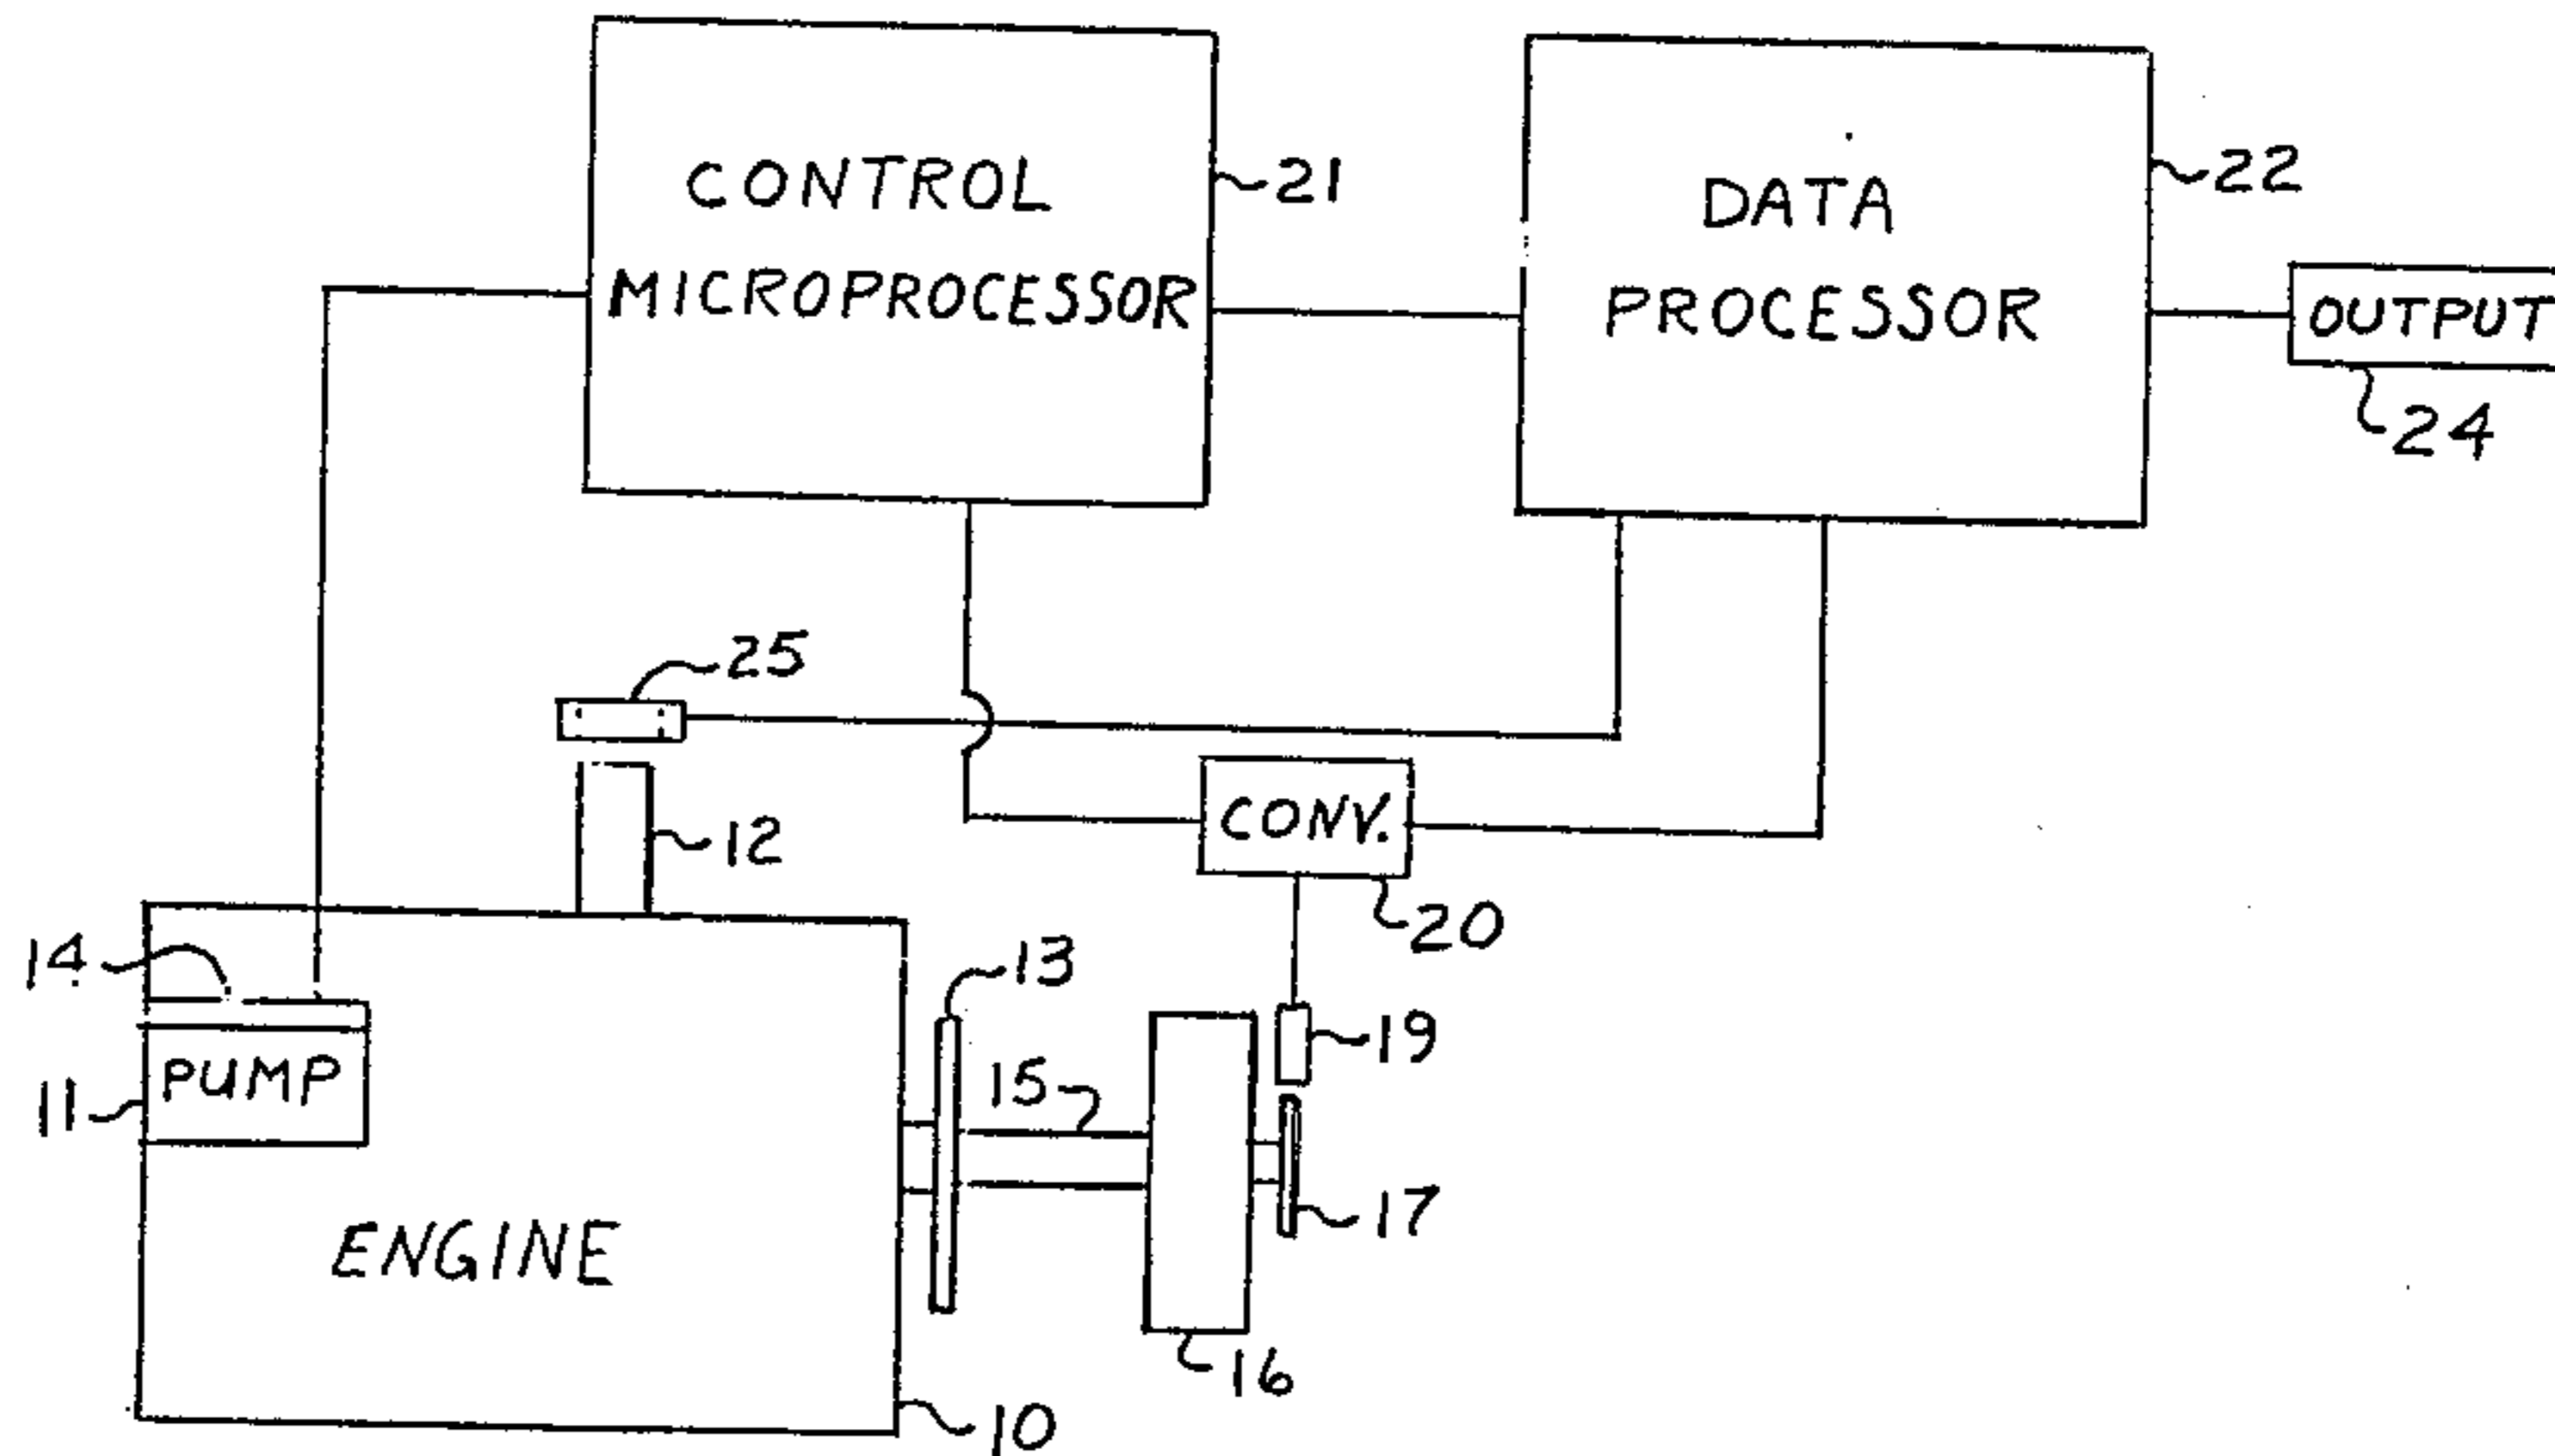 CONTROL
MICROPROCESSOR
21
DATA
PROCESSOR
22
OUTPUT
24
25
12
CONV.
20
14
13
19
PUMP
11
15
17
ENGINE
16
10